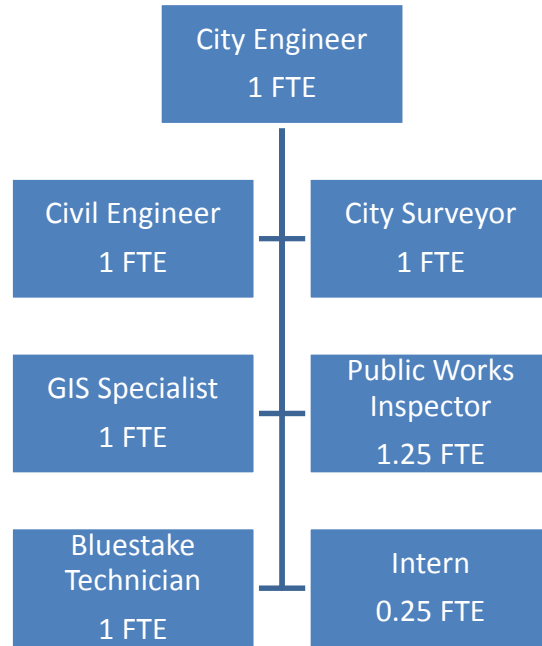 City Engineer
1 FTE
Civil Engineer
1 FTE
City Surveyor
1 FTE
GIS Specialist
1 FTE
Public Works
Inspector
1.25 FTE
Bluestake
Technician
1 FTE
Intern
0.25 FTE